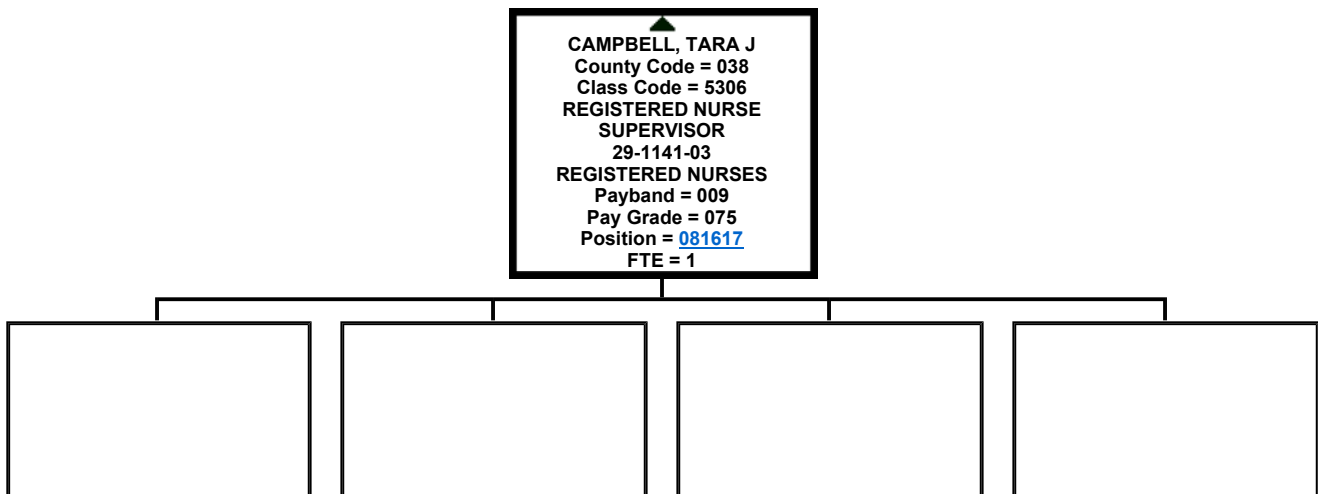 CAMPBELL, TARA J
County Code = 038
Class Code = 5306
REGISTERED NURSE
SUPERVISOR
29-1141-03
REGISTERED NURSES
Payband = 009
Pay Grade = 075
Position = 081617
FTE = 1